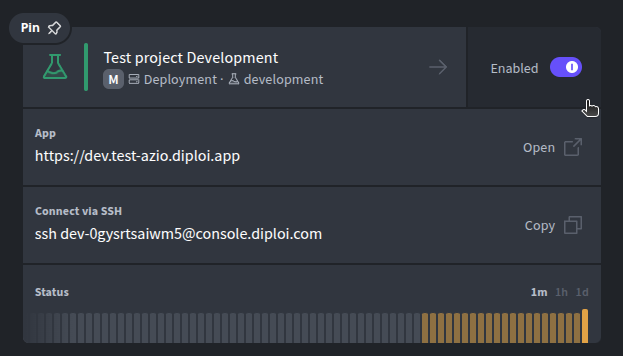 Pin
Test project Development
M Deployment · development
Enabled
App
https://dev.test-azio.diploi.app
Open
Connect via SSH
ssh dev-0gysrtsaiwm5@console.diploi.com
Copy
Status
1m 1h 1d